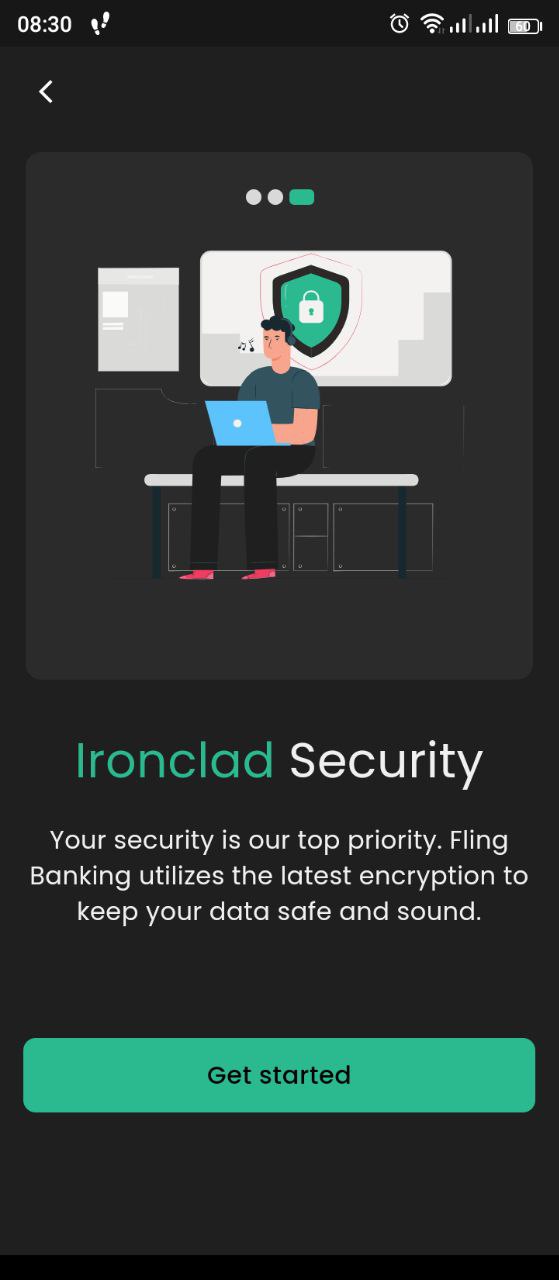 08:30
60
Ironclad Security
Your security is our top priority. Fling
Banking utilizes the latest encryption to
keep your data safe and sound.
Get started